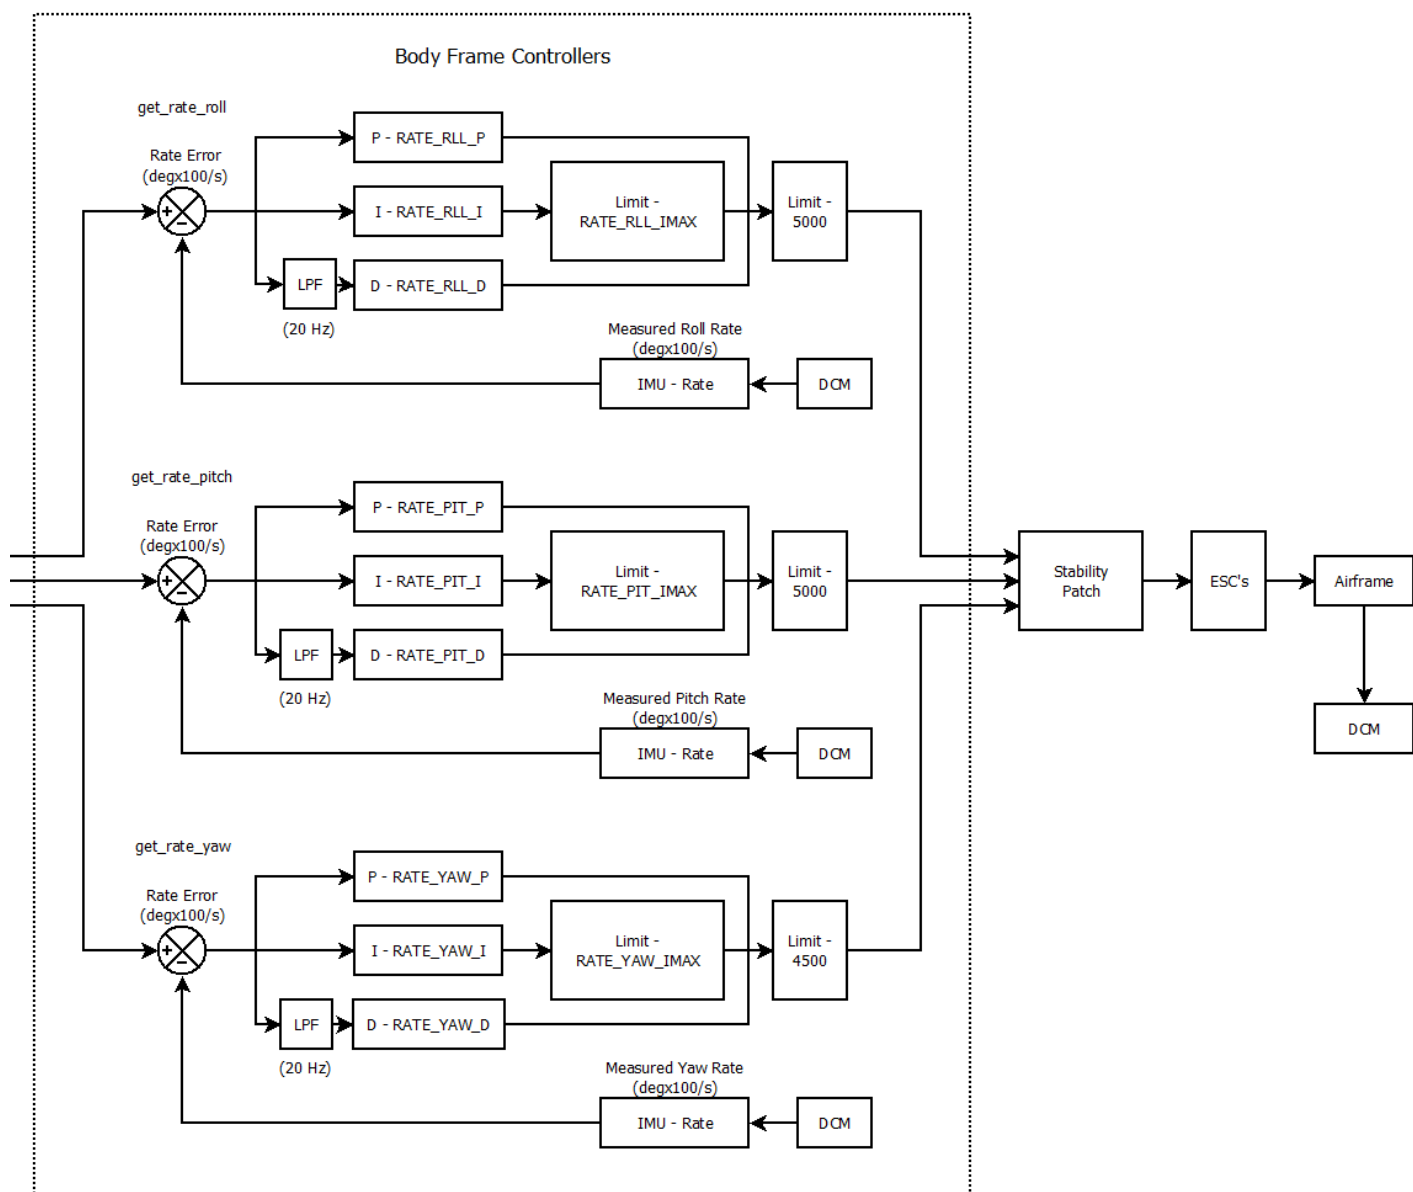 Body Frame Controllers
get_rate_roll
Rate Error
(degx100/s)
+
-
P - RATE_RLL_P
I - RATE_RLL_I
LPF
(20 Hz)
D - RATE_RLL_D
Limit -
RATE_RLL_IMAX
Limit -
5000
Measured Roll Rate
(degx100/s)
IMU - Rate
DCM
get_rate_pitch
Rate Error
(degx100/s)
+
-
P - RATE_PIT_P
I - RATE_PIT_I
LPF
(20 Hz)
D - RATE_PIT_D
Limit -
RATE_PIT_IMAX
Limit -
5000
Measured Pitch Rate
(degx100/s)
IMU - Rate
DCM
get_rate_yaw
Rate Error
(degx100/s)
+
-
P - RATE_YAW_P
I - RATE_YAW_I
LPF
(20 Hz)
D - RATE_YAW_D
Limit -
RATE_YAW_IMAX
Limit -
4500
Measured Yaw Rate
(degx100/s)
IMU - Rate
DCM
Stability
Patch
ESC's
Airframe
DCM